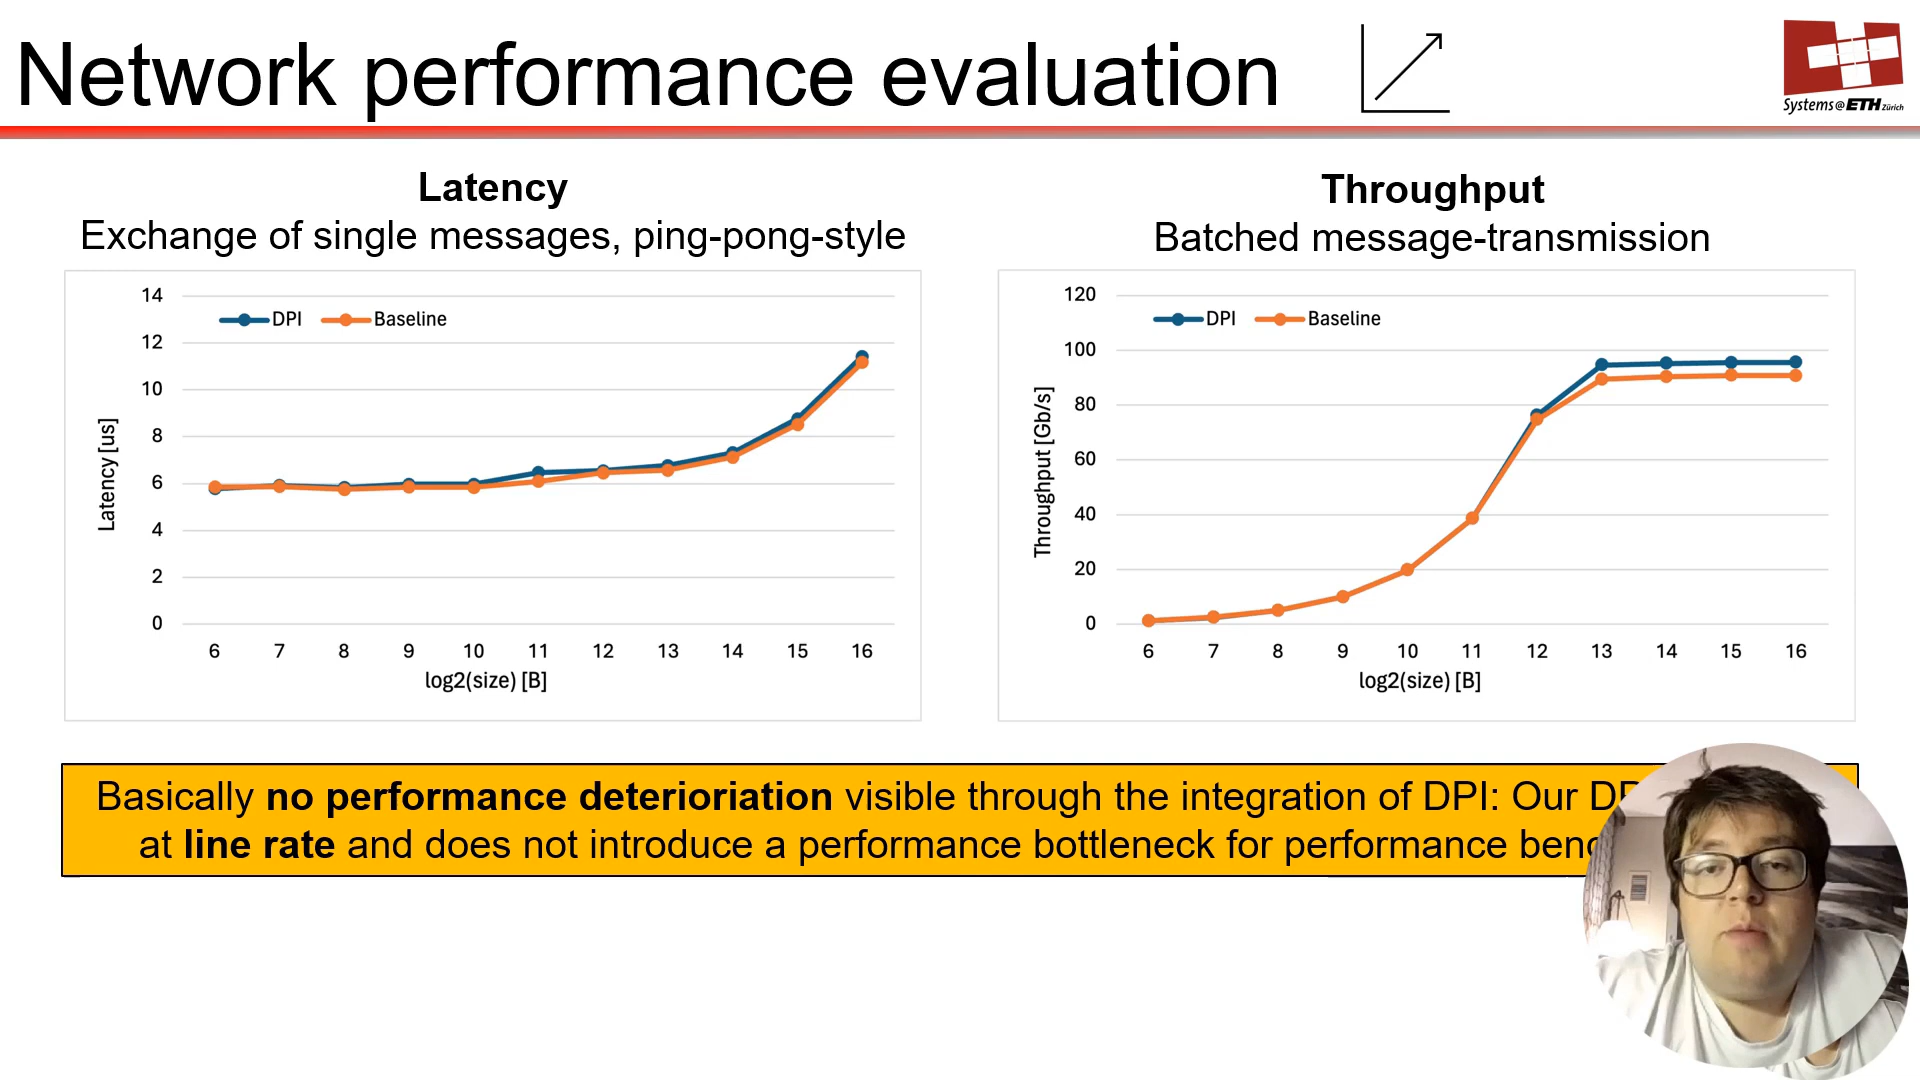 Network performance evaluation
Systems@ETH Zürich
Latency
Exchange of single messages, ping-pong-style
14
12
10
8
6
4
2
0
DPI
Baseline
Latency [us]
6 7 8 9 10 11 12 13 14 15 16
log2(size) [B]
Throughput
Batched message-transmission
120
100
80
60
40
20
0
DPI
Baseline
Throughput [Gb/s]
6 7 8 9 10 11 12 13 14 15 16
log2(size) [B]
Basically no performance deterioriation visible through the integration of DPI: Our
at line rate and does not introduce a performance bottleneck for performance